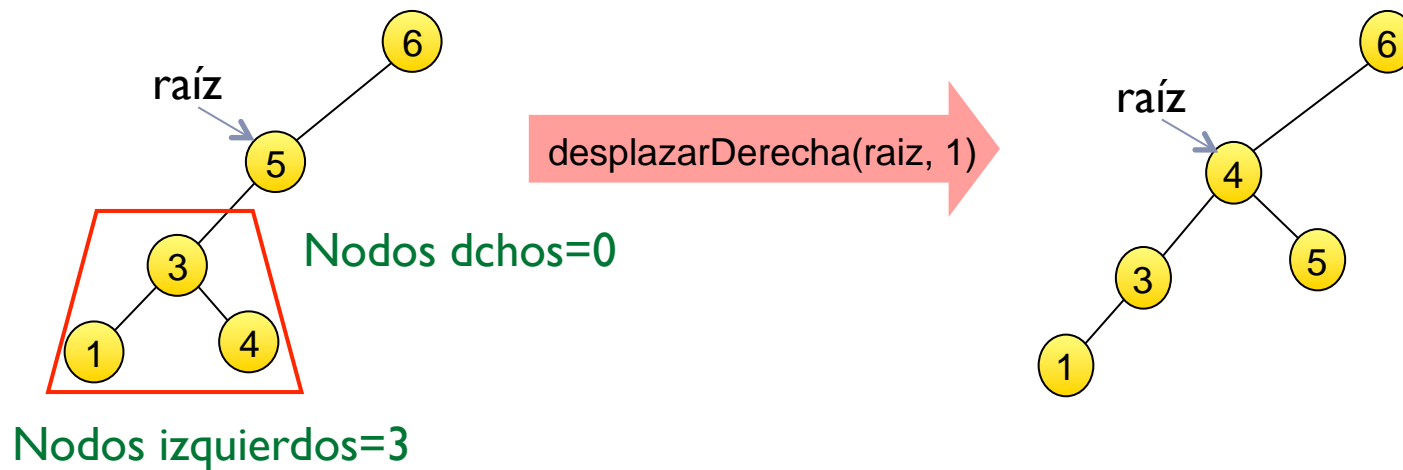 6
raíz
5
3
1
4
Nodos dchos=0
Nodos izquierdos=3
desplazarDerecha(raiz, 1)
6
raíz
4
3
5
1